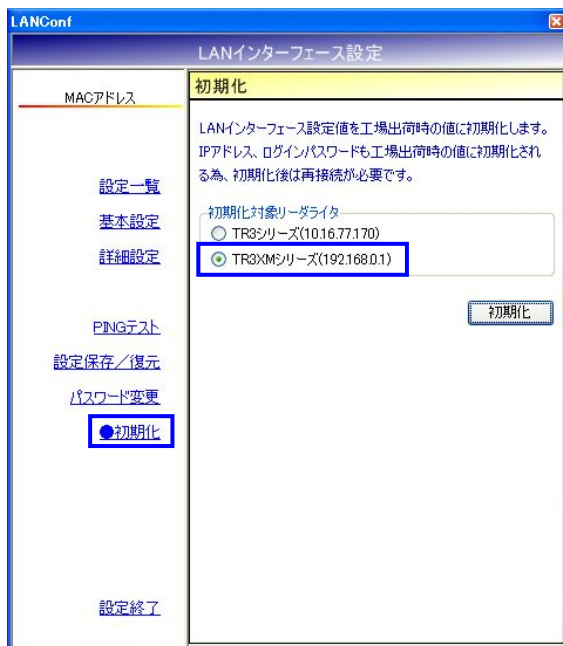 LANConf
LANインターフェース設定
MACアドレス
設定一覧
基本設定
詳細設定
PINGテスト
設定保存／復元
パスワード変更
●初期化
設定終了
初期化
LANインターフェース設定値を工場出荷時の値に初期化します。
IPアドレス、ログインパスワードも工場出荷時の値に初期化され
る為、初期化後は再接続が必要です。
初期化対象リーダライタ
TR3シリーズ(10.16.77.170)
TR3XMシリーズ(192.168.0.1)
初期化